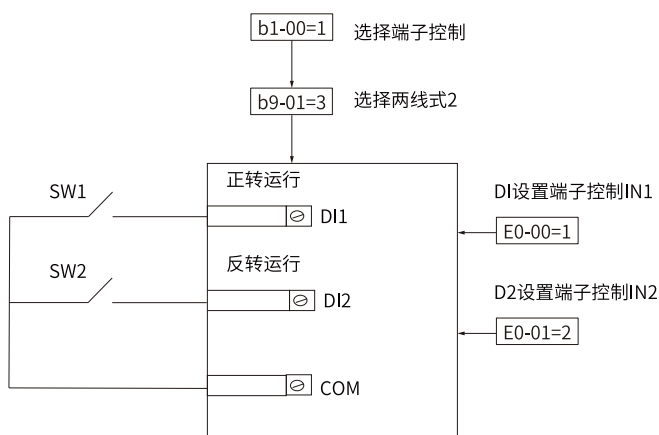 b1-00=1 选择端子控制
b9-01=3 选择两线式2
正转运行
SW1
DI1
DI设置端子控制IN1
E0-00=1
反转运行
SW2
DI2
D2设置端子控制IN2
E0-01=2
COM